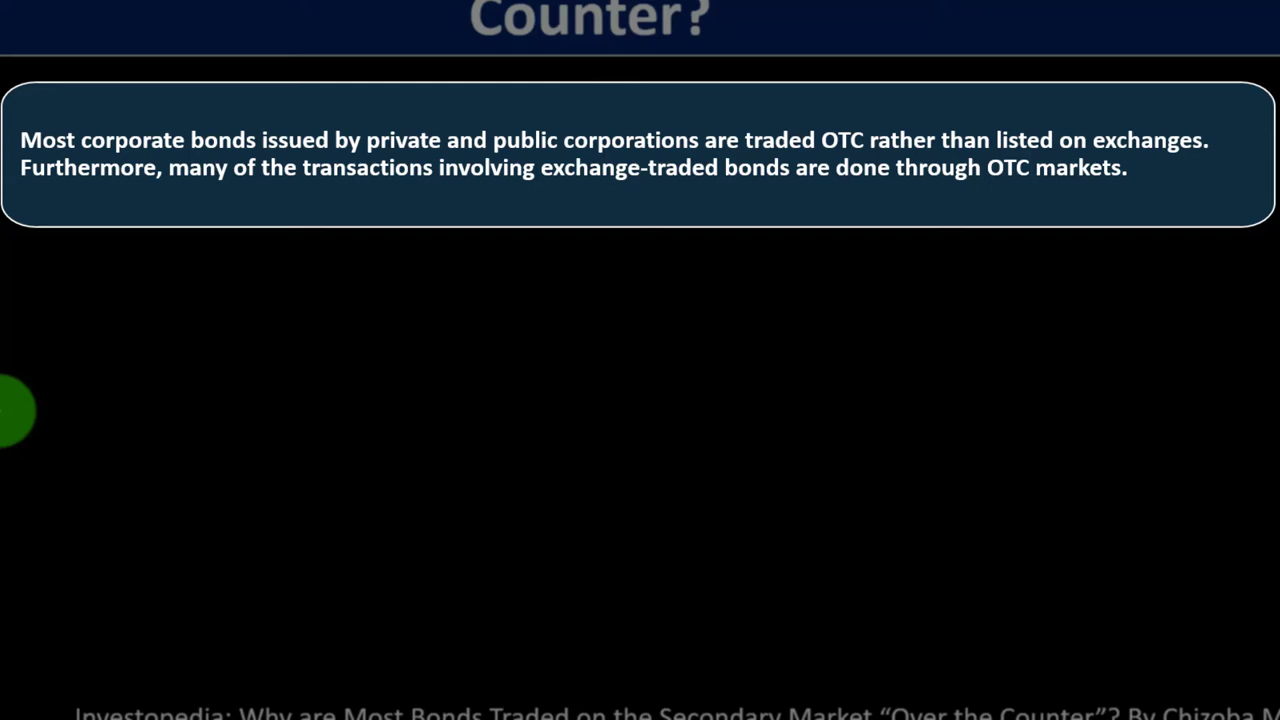 Counter?
Most corporate bonds issued by private and public corporations are traded OTC rather than listed on exchanges.
Furthermore, many of the transactions involving exchange-traded bonds are done through OTC markets.
Investopedia: Why are Most Bonds Traded on the Secondary Market “Over the Counter”? By Chizoba M